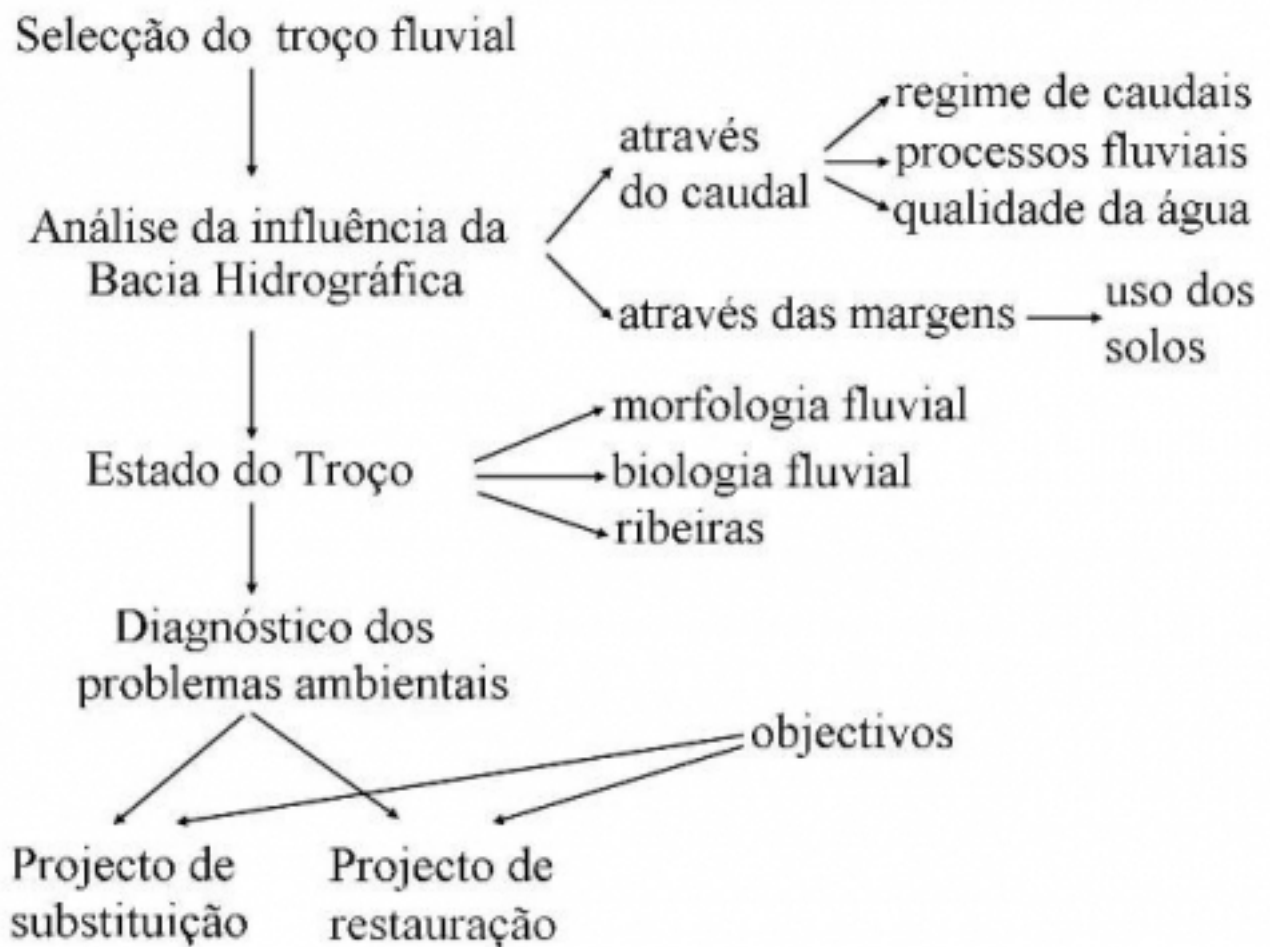 Selecção do troço fluvial
regime de caudais
através
do caudal
processos fluviais
qualidade da água
Análise da influência da
Bacia Hidrográfica
através das margens
uso dos
solos
morfologia fluvial
Estado do Troço
biologia fluvial
ribeiras
Diagnóstico dos
problemas ambientais
objectivos
Projecto de
substituição
Projecto de
restauração